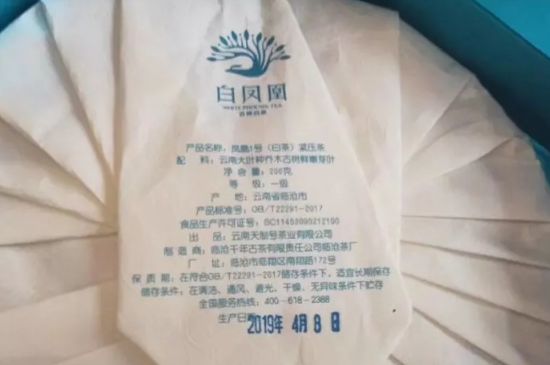 白凤凰
WHITE PHOENIX TEA
产品名称：凤凰1号（白茶）紧压茶
配 料：云南大叶种乔木古树鲜嫩芽叶
净 含 量：200克
等 级：一级
产 地：云南省临沧市
产品标准号：GB/T22291-2017
食品生产许可证号：SC11453090212190
出 品：云南天制号茶业有限公司
制 造 商：临沧千年古茶有限责任公司临沧茶厂
厂 址：临沧市临翔区南屏路172号
保 质 期：在符合GB/T22291-2017储存条件下，适宜长期保存
储存条件：在清洁、通风、避光、干燥、无异味条件下贮存
全国服务热线：400-618-2388
生产日期：2019年 4月 8 日